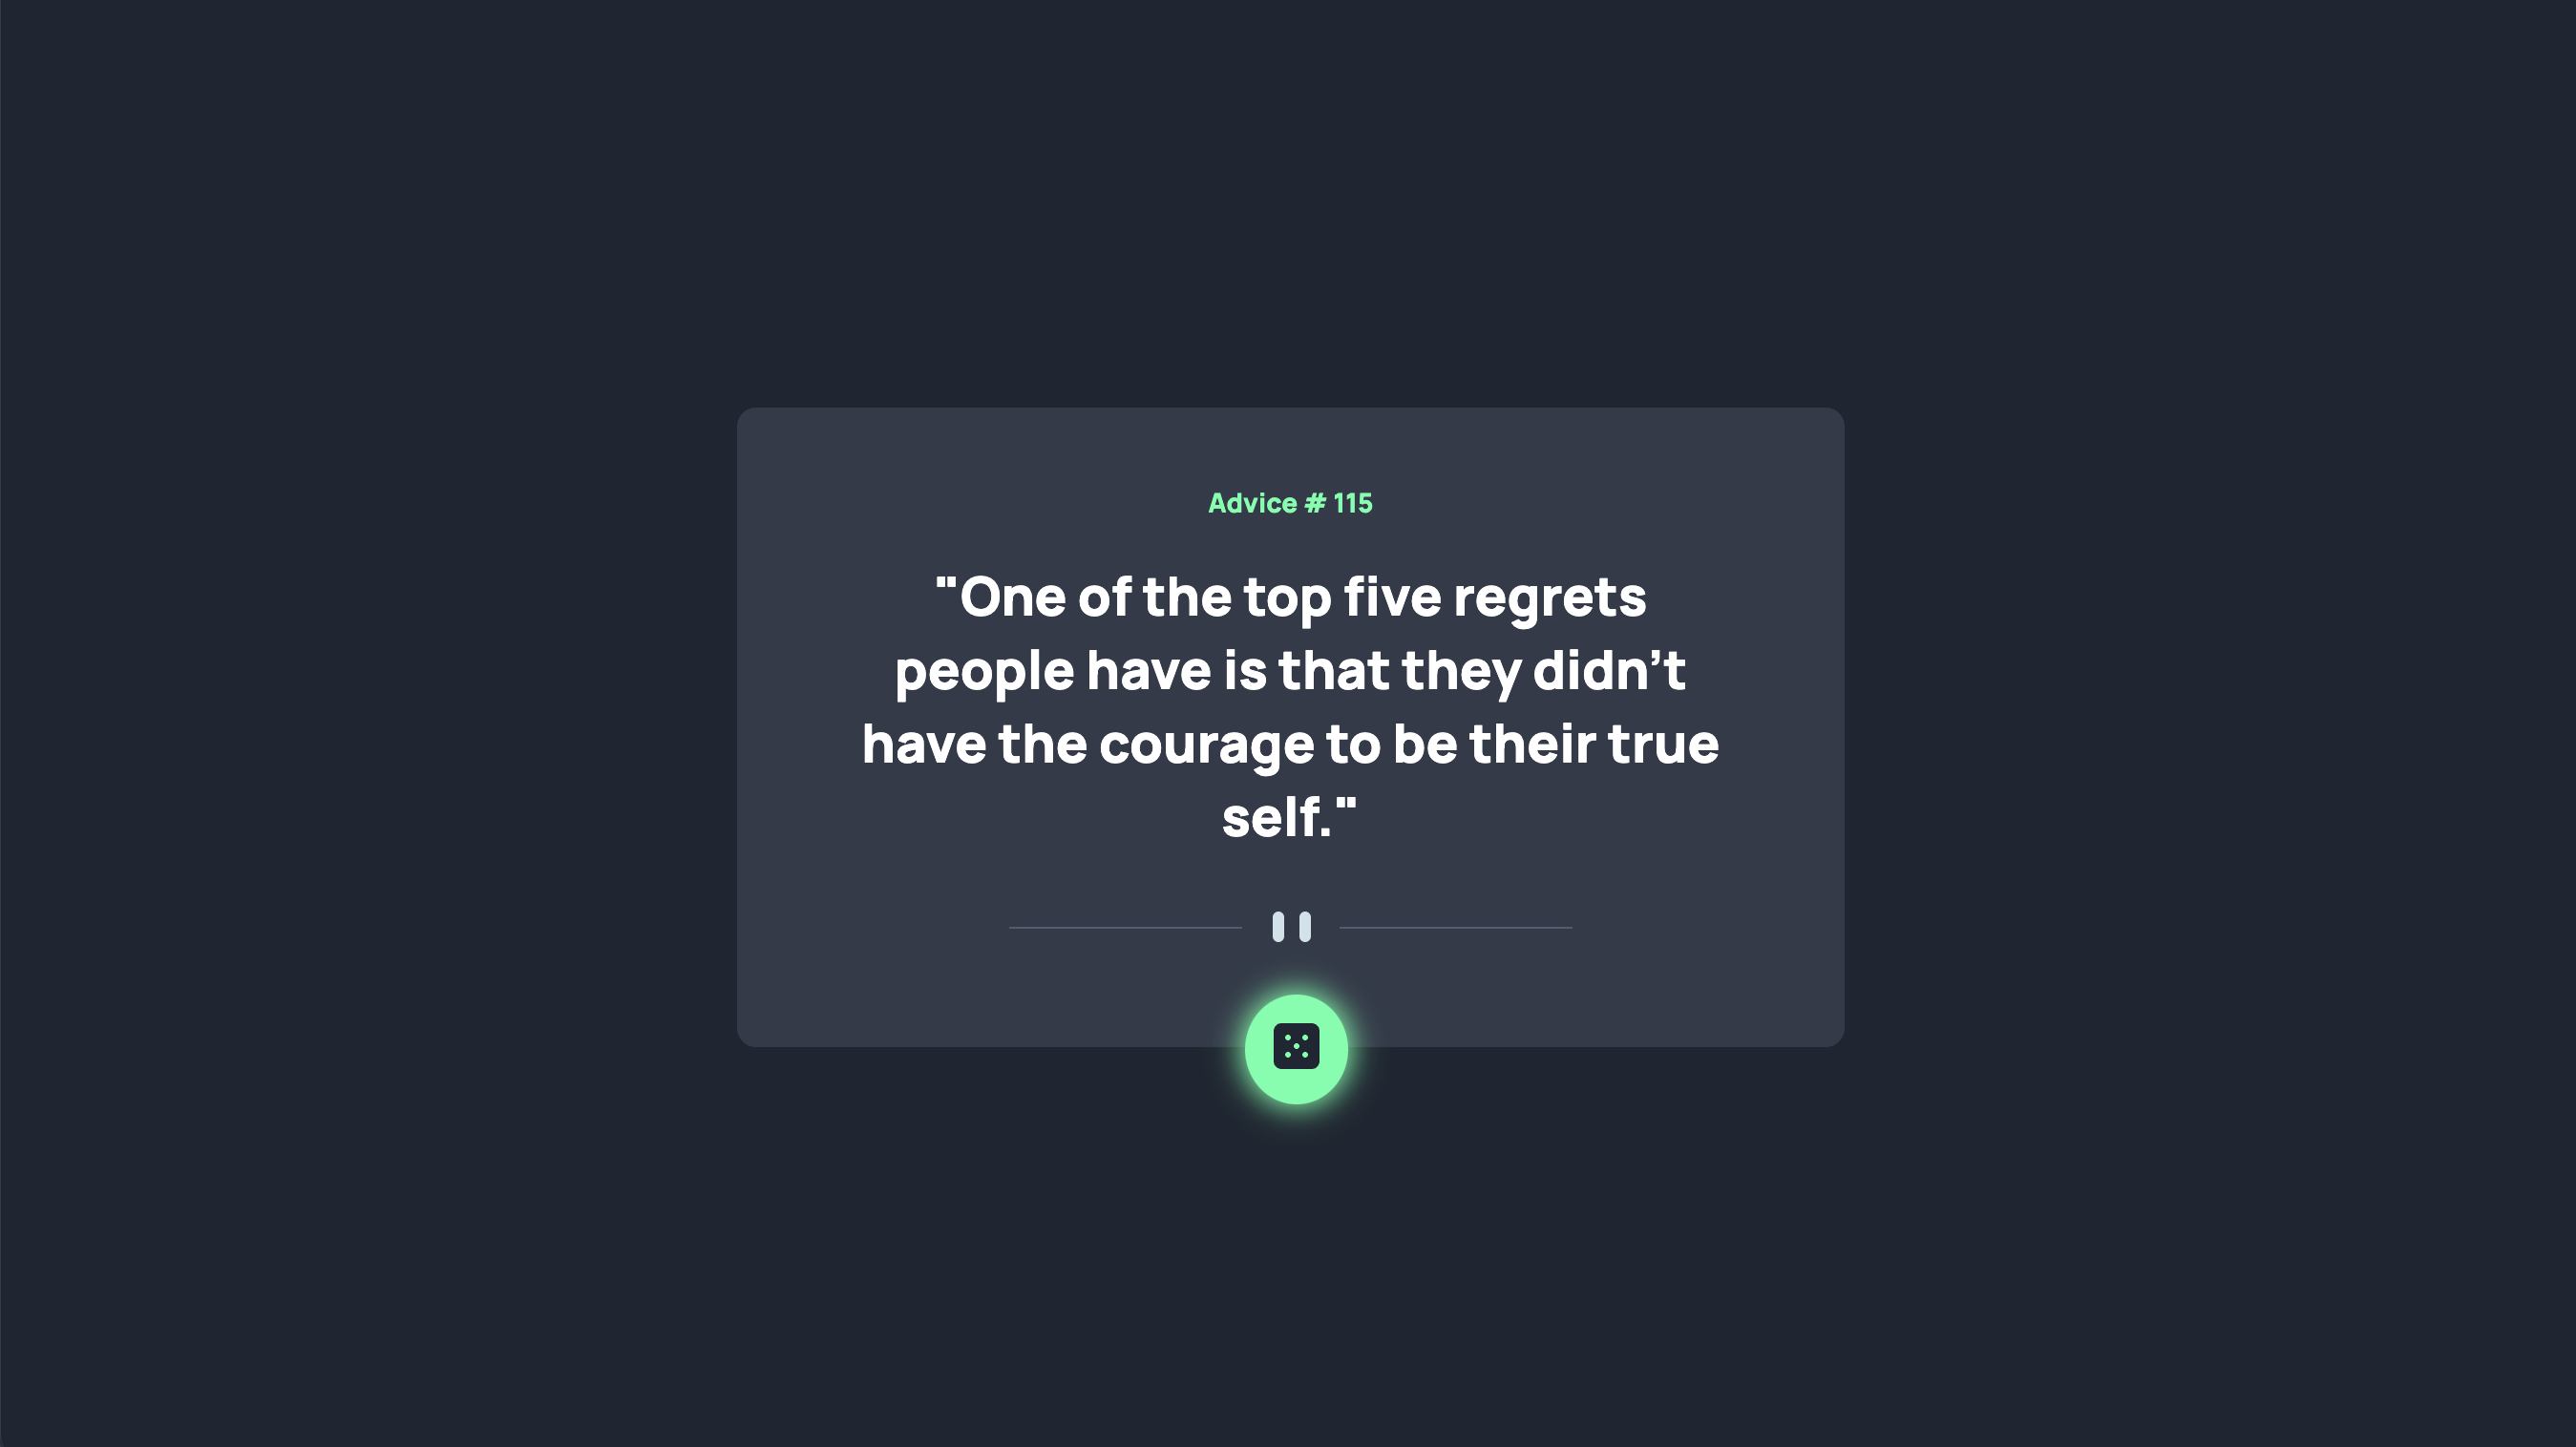 Advice # 115
"One of the top five regrets
people have is that they didn’t
have the courage to be their true
self."